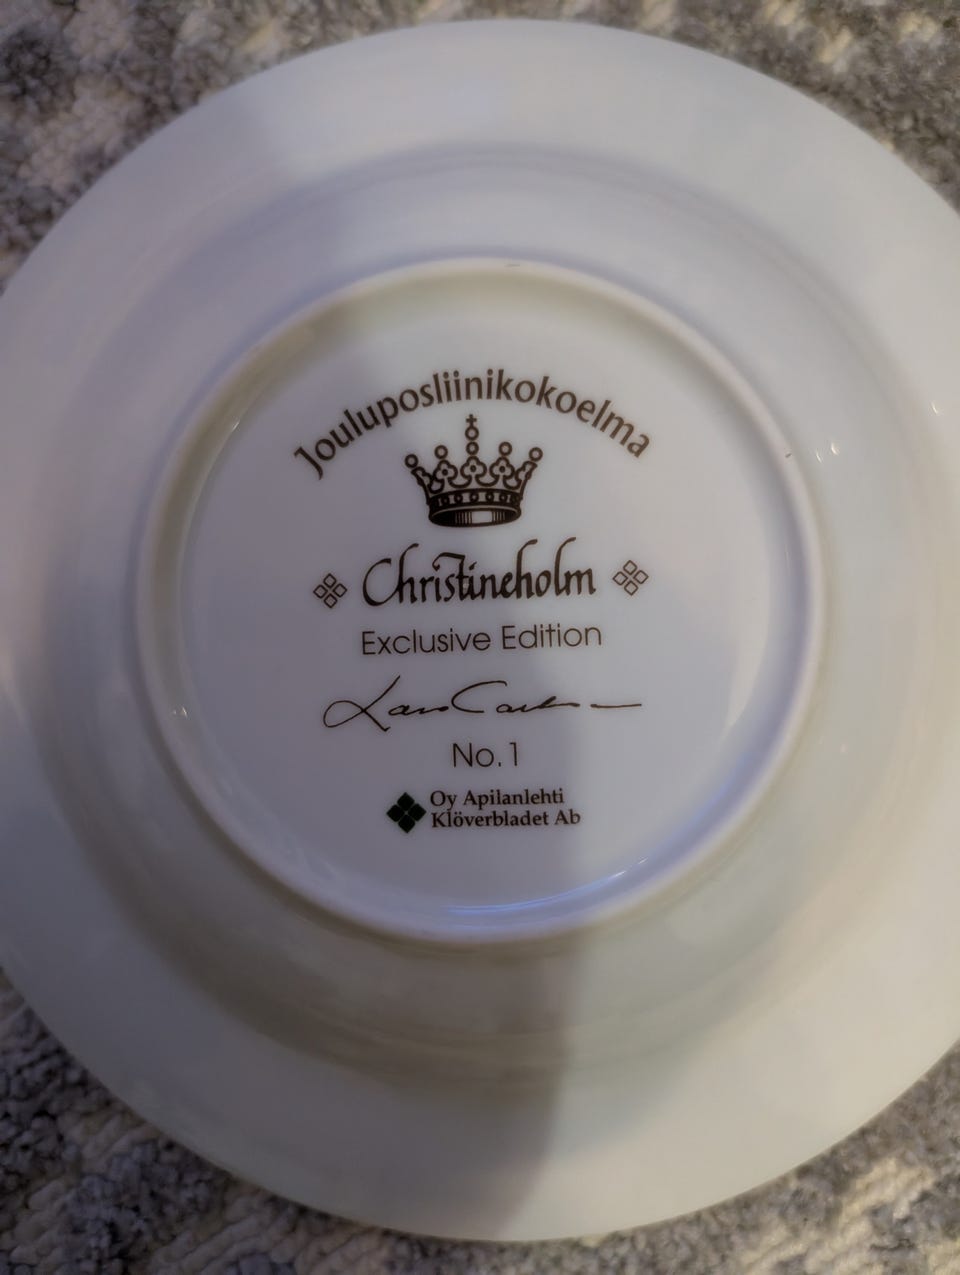 Jouluposliinikokoelma
Christineholm
Exclusive Edition
No. 1
Oy Apilanlehti
Klöverbladet Ab